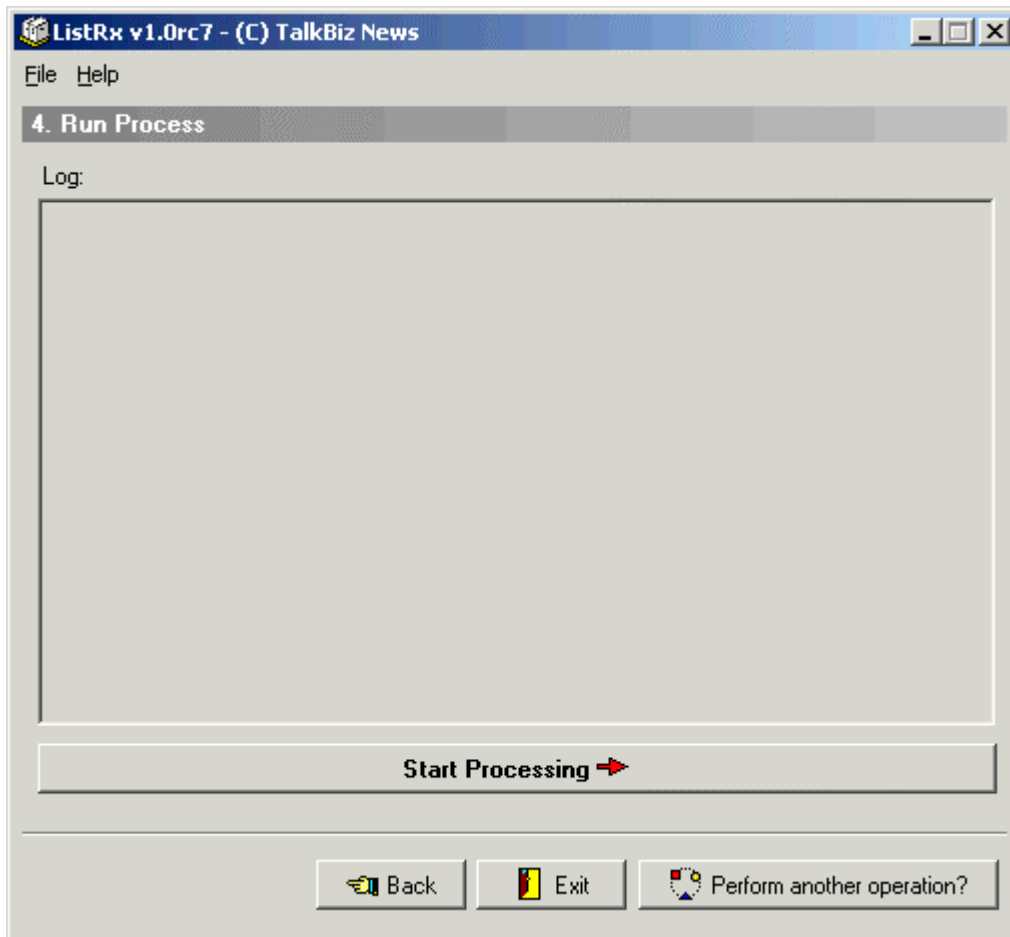 ListRx v1.0rc7 - (C) TalkBiz News
File Help
4. Run Process
Log:
Start Processing
Back Exit Perform another operation?